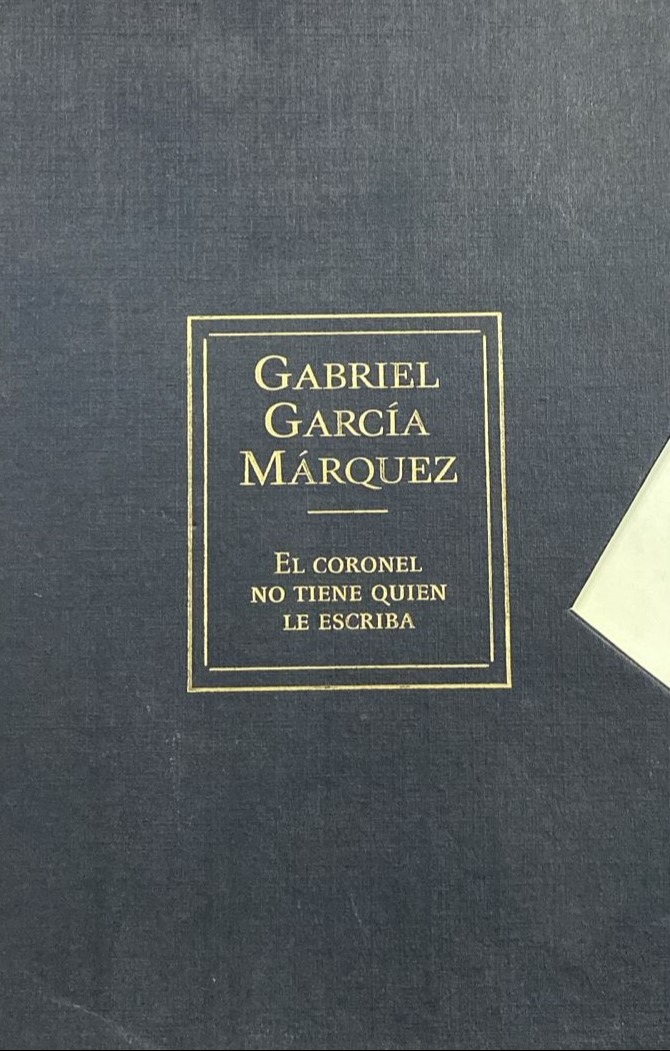 GABRIEL
GARCÍA
MÁRQUEZ
EL CORONEL
NO TIENE QUIEN
LE ESCRIBA